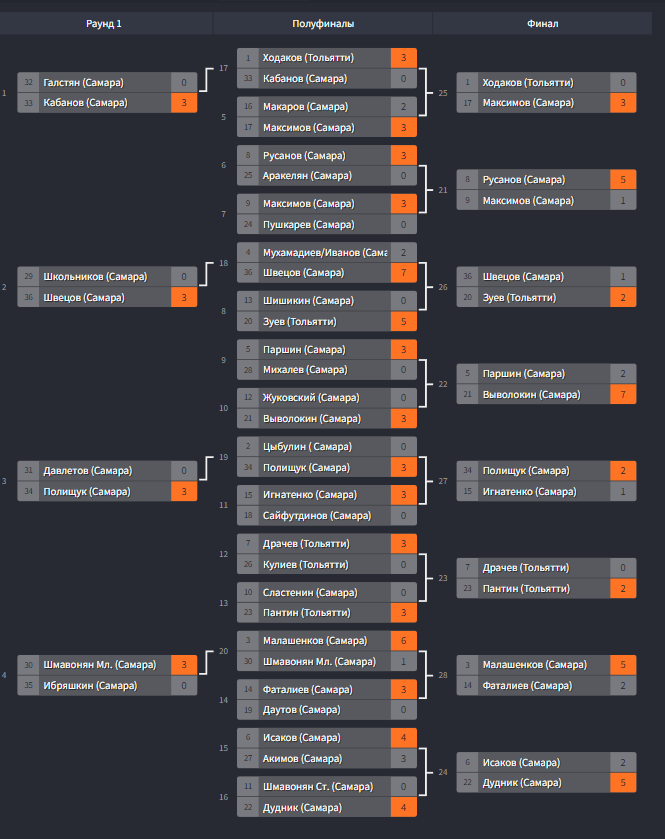 Раунд 1
Полуфиналы
Финал
1
32 Галстян (Самара) 0
33 Кабанов (Самара) 3
2
29 Школьников (Самара) 0
36 Швецов (Самара) 3
3
31 Давлетов (Самара) 0
34 Полищук (Самара) 3
4
30 Шмавонян Мл. (Самара) 3
35 Ибряшкин (Самара) 0
17
1 Ходаков (Тольятти) 3
33 Кабанов (Самара) 0
5
16 Макаров (Самара) 2
17 Максимов (Самара) 3
6
8 Русанов (Самара) 3
25 Аракелян (Самара) 0
7
9 Максимов (Самара) 3
24 Пушкарев (Самара) 0
18
4 Мухамадиев/Иванов (Сама 2
36 Швецов (Самара) 7
8
13 Шишикин (Самара) 0
20 Зуев (Тольятти) 5
9
5 Паршин (Самара) 3
28 Михалев (Самара) 0
10
12 Жуковский (Самара) 0
21 Выволокин (Самара) 3
19
2 Цыбулин ( Самара) 0
34 Полищук (Самара) 3
11
15 Игнатенко (Самара) 3
18 Сайфутдинов (Самара) 0
12
7 Драчев (Тольятти) 3
26 Кулиев (Тольятти) 0
13
10 Сластенин (Самара) 0
23 Пантин (Тольятти) 3
20
3 Малашенков (Самара) 6
30 Шмавонян Мл. (Самара) 1
14
14 Фаталиев (Самара) 3
19 Даутов (Самара) 0
15
6 Исаков (Самара) 4
27 Акимов (Самара) 3
16
11 Шмавонян Ст. (Самара) 0
22 Дудник (Самара) 4
25
1 Ходаков (Тольятти) 0
17 Максимов (Самара) 3
21
8 Русанов (Самара) 5
9 Максимов (Самара) 1
26
36 Швецов (Самара) 1
20 Зуев (Тольятти) 2
22
5 Паршин (Самара) 2
21 Выволокин (Самара) 7
27
34 Полищук (Самара) 2
15 Игнатенко (Самара) 1
23
7 Драчев (Тольятти) 0
23 Пантин (Тольятти) 2
28
3 Малашенков (Самара) 5
14 Фаталиев (Самара) 2
24
6 Исаков (Самара) 2
22 Дудник (Самара) 5